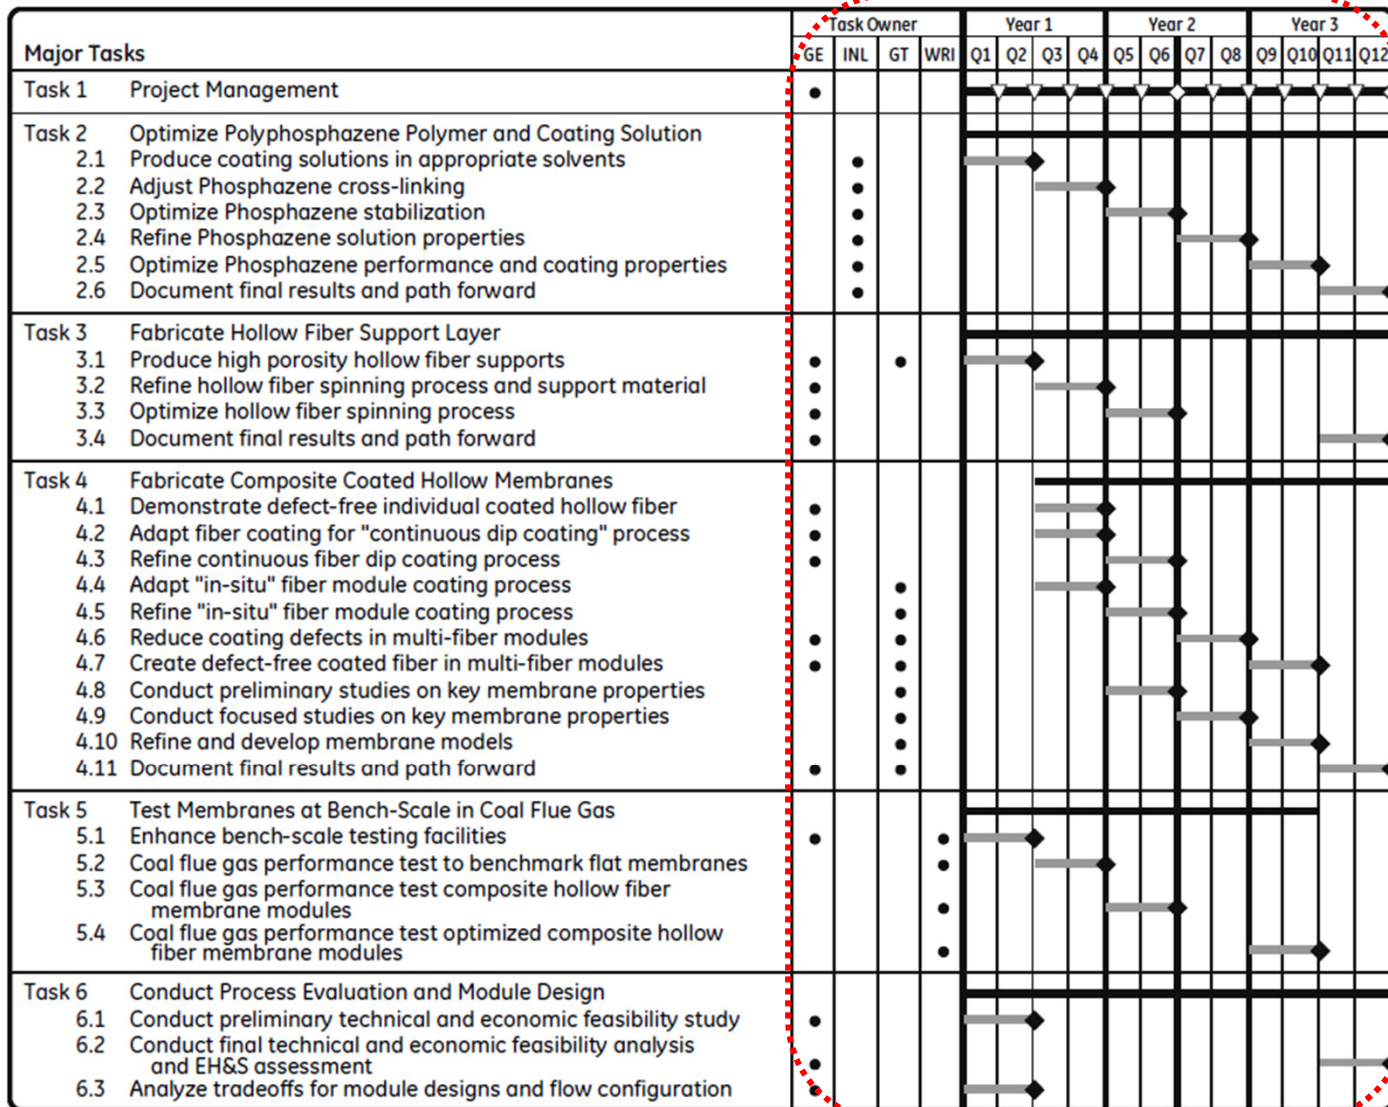 Task Owner Year 1 Year 2 Year 3
Major Tasks GE INL GT WRI Q1 Q2 Q3 Q4 Q5 Q6 Q7 Q8 Q9 Q10 Q11 Q12
Task 1 Project Management
Task 2 Optimize Polyphosphazene Polymer and Coating Solution
2.1 Produce coating solutions in appropriate solvents
2.2 Adjust Phosphazene cross-linking
2.3 Optimize Phosphazene stabilization
2.4 Refine Phosphazene solution properties
2.5 Optimize Phosphazene performance and coating properties
2.6 Document final results and path forward
Task 3 Fabricate Hollow Fiber Support Layer
3.1 Produce high porosity hollow fiber supports
3.2 Refine hollow fiber spinning process and support material
3.3 Optimize hollow fiber spinning process
3.4 Document final results and path forward
Task 4 Fabricate Composite Coated Hollow Membranes
4.1 Demonstrate defect-free individual coated hollow fiber
4.2 Adapt fiber coating for "continuous dip coating" process
4.3 Refine continuous fiber dip coating process
4.4 Adapt "in-situ" fiber module coating process
4.5 Refine "in-situ" fiber module coating process
4.6 Reduce coating defects in multi-fiber modules
4.7 Create defect-free coated fiber in multi-fiber modules
4.8 Conduct preliminary studies on key membrane properties
4.9 Conduct focused studies on key membrane properties
4.10 Refine and develop membrane models
4.11 Document final results and path forward
Task 5 Test Membranes at Bench-Scale in Coal Flue Gas
5.1 Enhance bench-scale testing facilities
5.2 Coal flue gas performance test to benchmark flat membranes
5.3 Coal flue gas performance test composite hollow fiber
membrane modules
5.4 Coal flue gas performance test optimized composite hollow
fiber membrane modules
Task 6 Conduct Process Evaluation and Module Design
6.1 Conduct preliminary technical and economic feasibility study
6.2 Conduct final technical and economic feasibility analysis
and EH&S assessment
6.3 Analyze tradeoffs for module designs and flow configuration